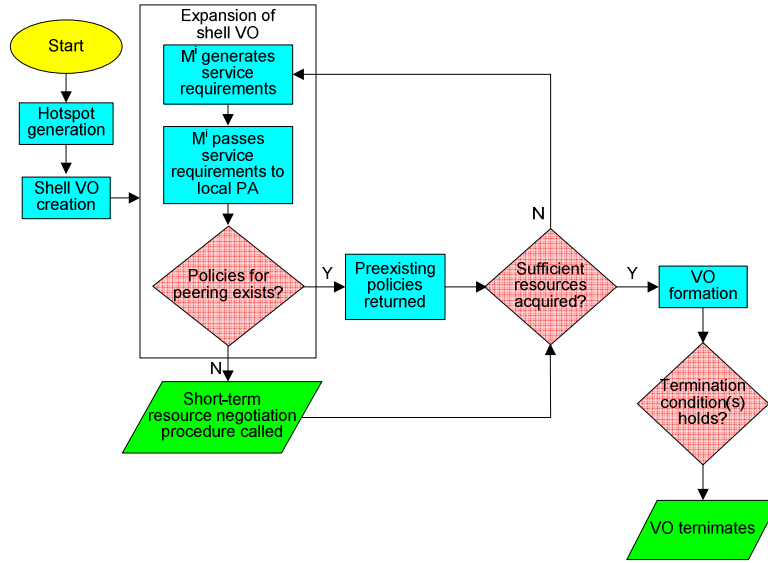 Start
Hotspot
generation
Shell VO
creation
Expansion of
shell VO
Mⁱ generates
service
requirements
Mⁱ passes
service
requirements to
local PA
Policies for
peering exists?
Y
N
Preexisting
policies
returned
Short-term
resource negotiation
procedure called
Sufficient
resources
acquired?
N
Y
VO
formation
Termination
condition(s)
holds?
VO ternimates